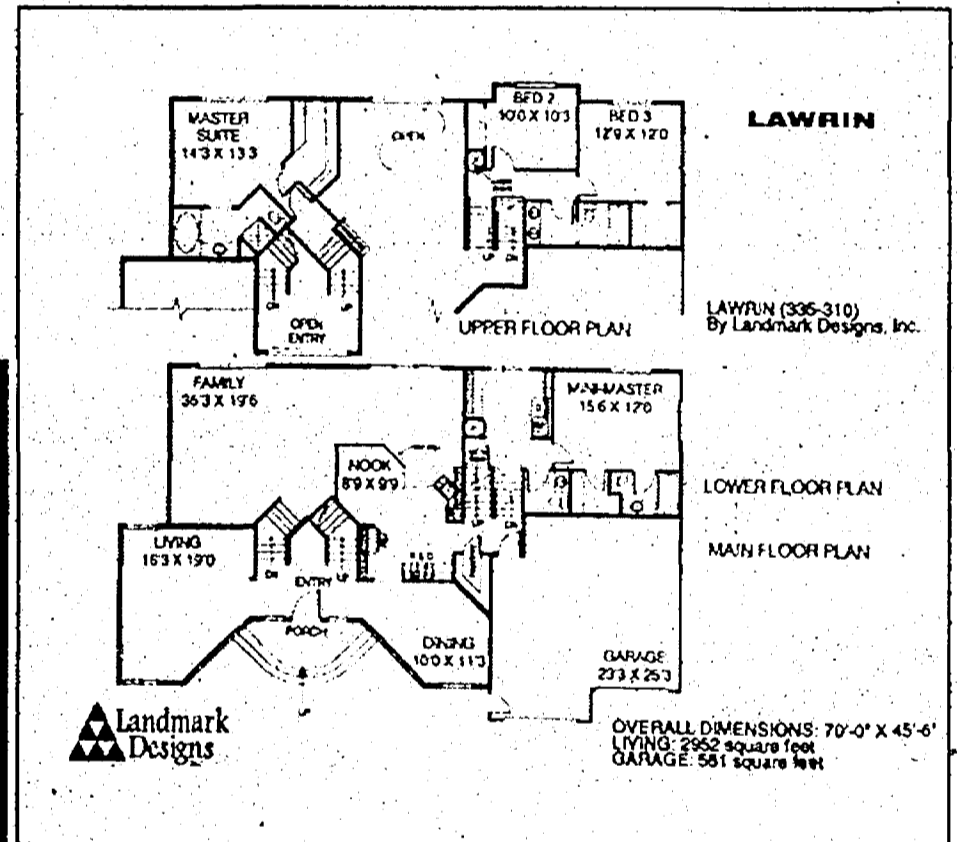 LAWRIN
MASTER
SUITE
14'3 X 13'3
OPEN
BED 2
10'0 X 10'3
BED 3
12'9 X 12'0
OPEN
ENTRY
UPPER FLOOR PLAN
LAWRIN (335-310)
By Landmark Designs, Inc.
FAMILY
36'3 X 19'6
NOOK
8'9 X 9'9
MINI-MASTER
15'6 X 12'0
LOWER FLOOR PLAN
MAIN FLOOR PLAN
LIVING
16'3 X 19'0
ENTRY
PORCH
DINING
10'0 X 11'3
GARAGE
23'3 X 25'3
Landmark
Designs
OVERALL DIMENSIONS: 70'-0" X 45'-6"
LIVING: 2952 square feet
GARAGE: 561 square feet